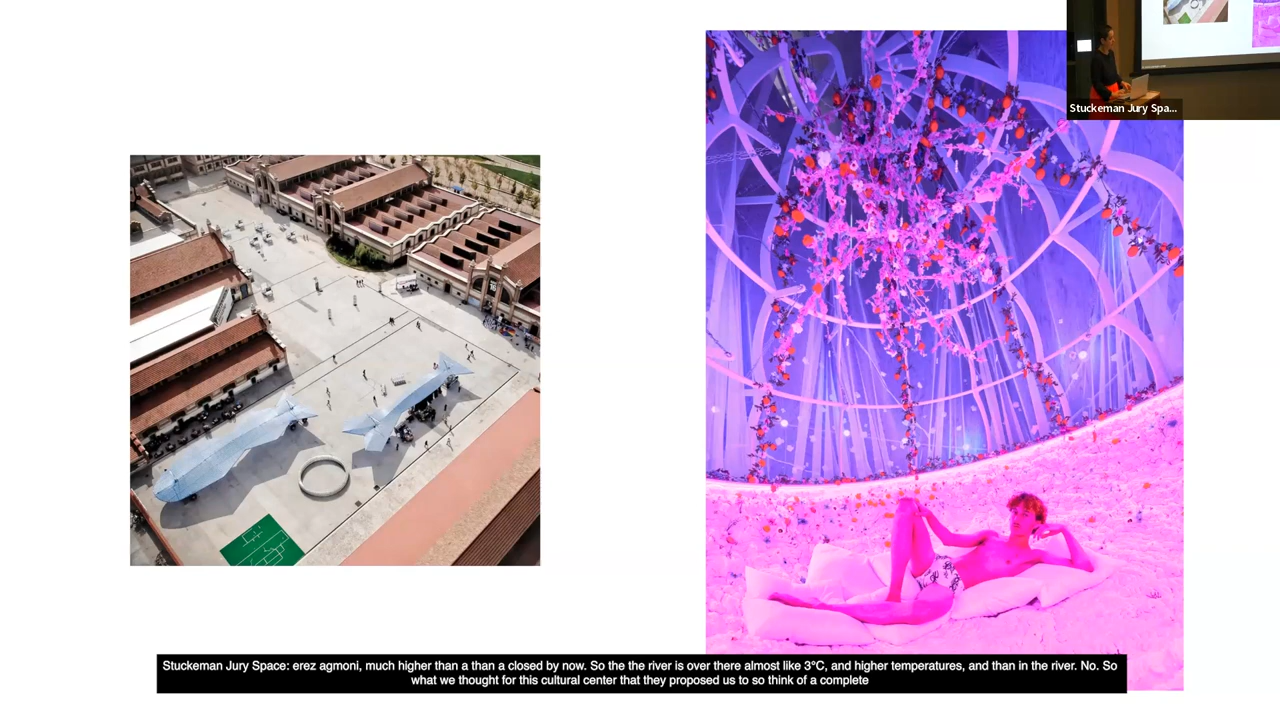 Stuckeman Jury Spa...
Stuckeman Jury Space: erez agmoni, much higher than a than a closed by now. So the the river is over there almost like 3°C, and higher temperatures, and than in the river. No. So
what we thought for this cultural center that they proposed us to so think of a complete